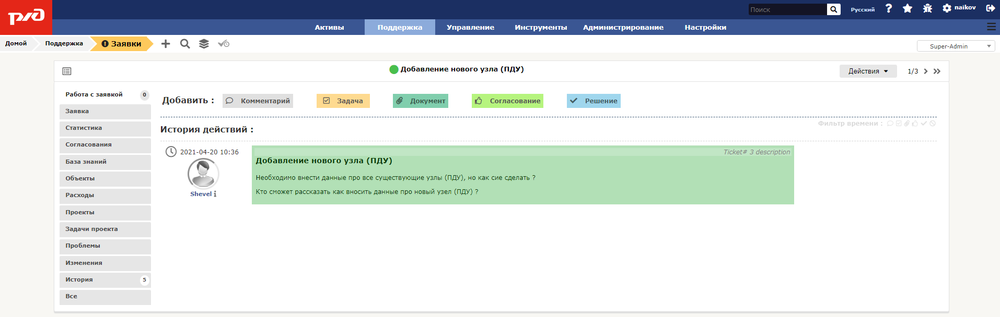 ржд
Поиск
Русский
naikov
Активы
Поддержка
Управление
Инструменты
Администрирование
Настройки
Домой
Поддержка
Заявки
Super-Admin
Добавление нового узла (ПДУ)
Действия
1/3
Работа с заявкой 0
Заявка
Статистика
Согласования
База знаний
Объекты
Расходы
Проекты
Задачи проекта
Проблемы
Изменения
История 5
Все
Добавить :
Комментарий
Задача
Документ
Согласование
Решение
Фильтр времени :
История действий :
2021-04-20 10:36
Shevel
Ticket# 3 description
Добавление нового узла (ПДУ)
Необходимо внести данные про все существующие узлы (ПДУ), но как сие сделать ?
Кто сможет рассказать как вносить данные про новый узел (ПДУ) ?